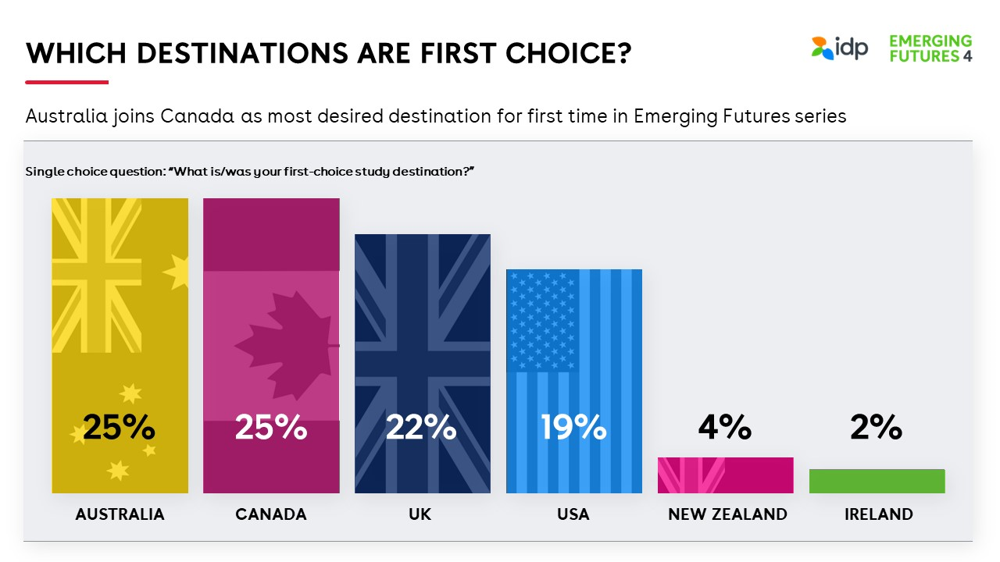 WHICH DESTINATIONS ARE FIRST CHOICE?
idp
EMERGING
FUTURES 4
Australia joins Canada as most desired destination for first time in Emerging Futures series
Single choice question: “What is/was your first-choice study destination?”
25% 25% 22% 19% 4% 2%
AUSTRALIA CANADA UK USA NEW ZEALAND IRELAND